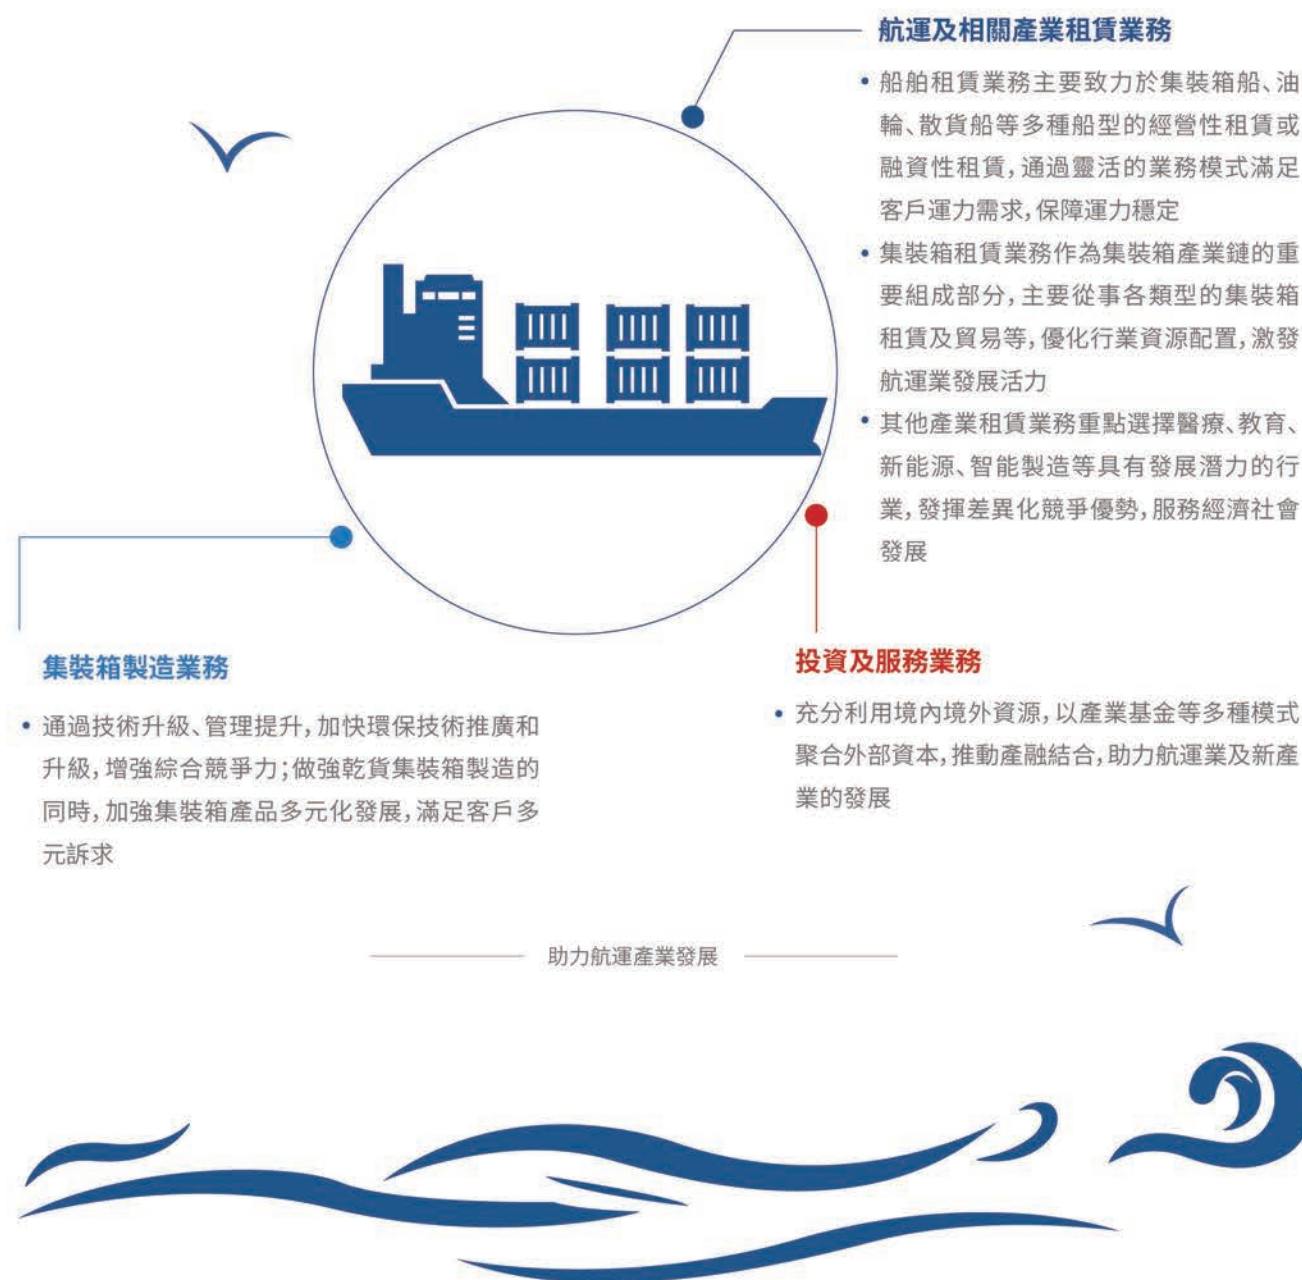 航運及相關產業租賃業務
• 船舶租賃業務主要致力於集裝箱船、油
輪、散貨船等多種船型的經營性租賃或
融資性租賃,通過靈活的業務模式滿足
客戶運力需求,保障運力穩定
• 集裝箱租賃業務作為集裝箱產業鏈的重
要組成部分,主要從事各類型的集裝箱
租賃及貿易等,優化行業資源配置,激發
航運業發展活力
• 其他產業租賃業務重點選擇醫療、教育、
新能源、智能製造等具有發展潛力的行
業,發揮差異化競爭優勢,服務經濟社會
發展
集裝箱製造業務
• 通過技術升級、管理提升,加快環保技術推廣和
升級,增強綜合競爭力;做強乾貨集裝箱製造的
同時,加強集裝箱產品多元化發展,滿足客戶多
元訴求
投資及服務業務
• 充分利用境內境外資源,以產業基金等多種模式
聚合外部資本,推動產融結合,助力航運業及新產
業的發展
助力航運產業發展